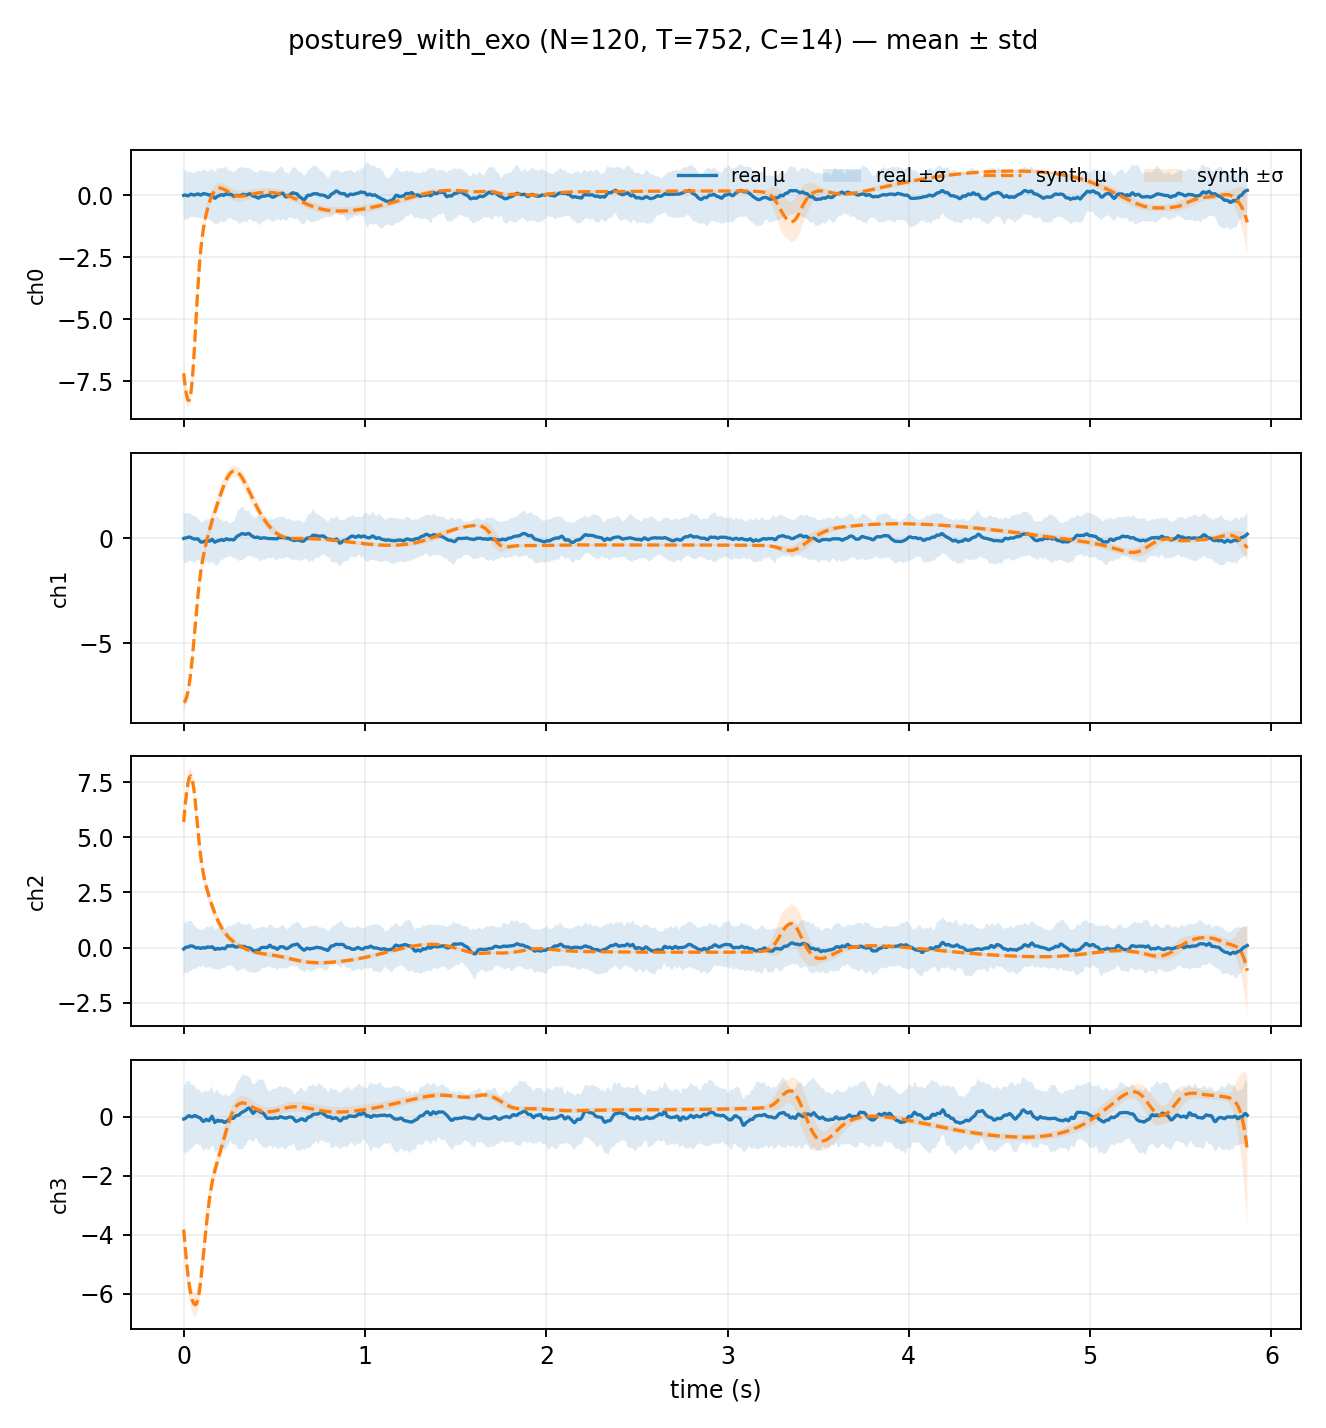 posture9_with_exo (N=120, T=752, C=14) — mean ± std
real μ real ±σ synth μ synth ±σ
0.0
−2.5
−5.0
−7.5
ch0
0
−5
ch1
7.5
5.0
2.5
0.0
−2.5
ch2
0
−2
−4
−6
ch3
0 1 2 3 4 5 6
time (s)